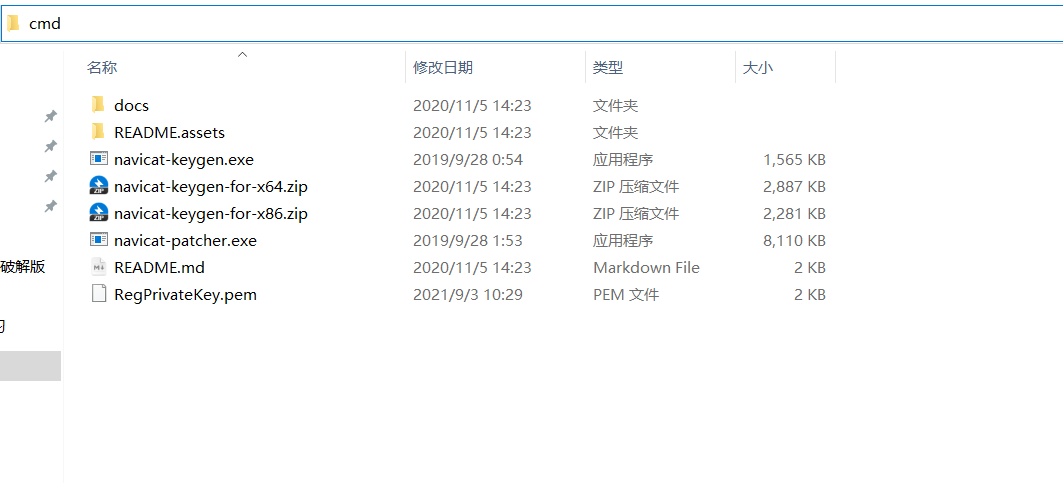 cmd
名称 修改日期 类型 大小
docs 2020/11/5 14:23 文件夹
README.assets 2020/11/5 14:23 文件夹
navicat-keygen.exe 2019/9/28 0:54 应用程序 1,565 KB
navicat-keygen-for-x64.zip 2020/11/5 14:23 ZIP 压缩文件 2,887 KB
navicat-keygen-for-x86.zip 2020/11/5 14:23 ZIP 压缩文件 2,281 KB
navicat-patcher.exe 2019/9/28 1:53 应用程序 8,110 KB
破解版
README.md 2020/11/5 14:23 Markdown File 2 KB
RegPrivateKey.pem 2021/9/3 10:29 PEM 文件 2 KB